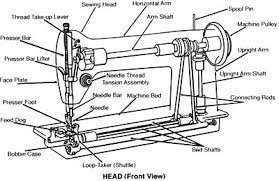 Thread Take-up Lever
Sewing Head
Horizontal Arm
Arm Shaft
Spool Pin
Machine Pulley
Presser Bar
Presser Bar Lifter
Face Plate
Needle Thread
Tension Assembly
Upright Arm
Upright Arm Shaft
Needle Bar
Needle
Machine Bed
Presser Foot
Feed Dog
Connecting Rods
Bobbin Case
Bed Shafts
Loop-Taker (Shuttle)
HEAD (Front View)